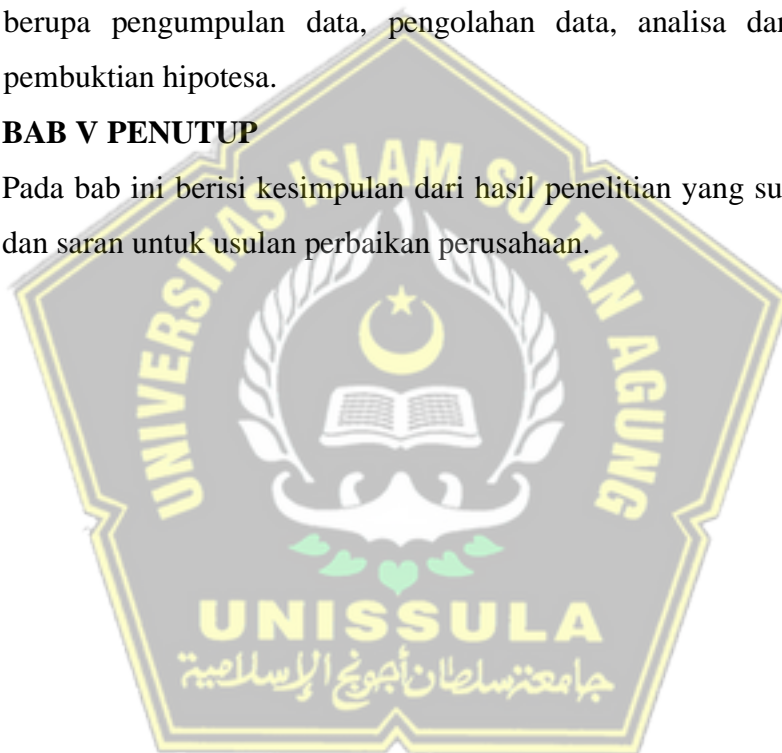 berupa pengumpulan data, pengolahan data, analisa dan
pembuktian hipotesa.
BAB V PENUTUP
Pada bab ini berisi kesimpulan dari hasil penelitian yang su
dan saran untuk usulan perbaikan perusahaan.
UNIVERSITAS ISLAM SULTAN AGUNG
UNISSULA
جامعة سلطان أجونج الإسلامية